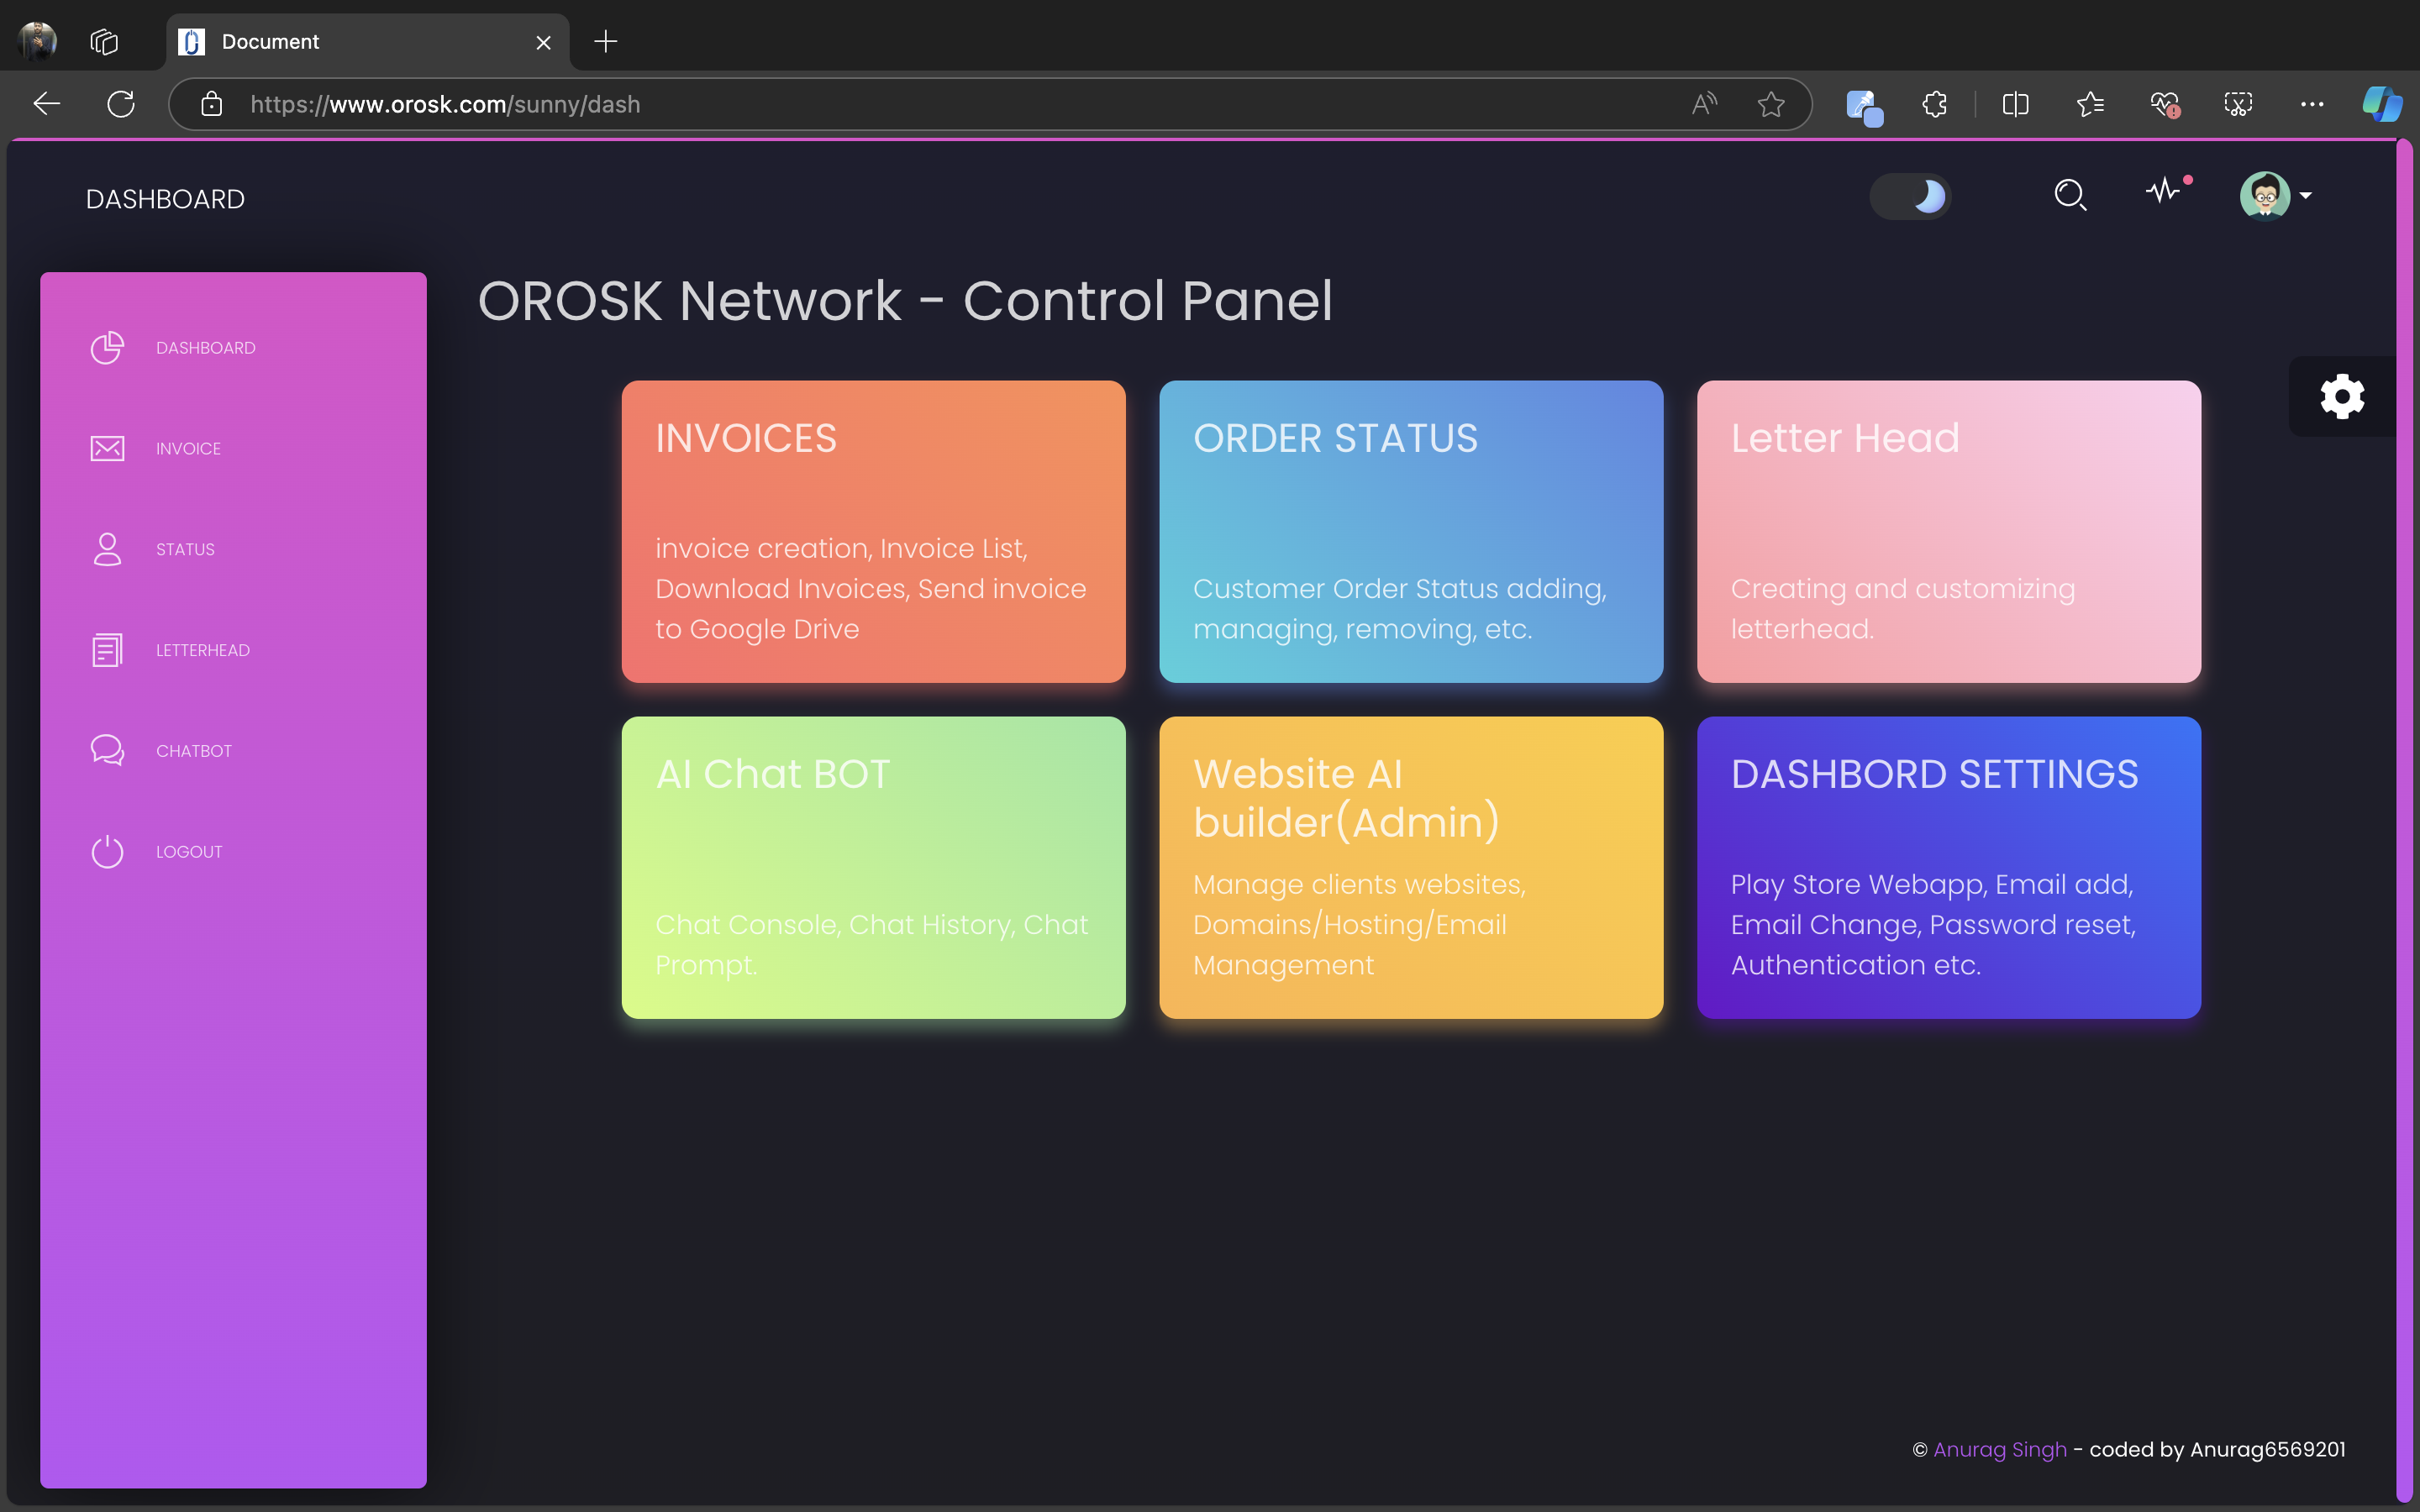 Document
https://www.orosk.com/sunny/dash
DASHBOARD
DASHBOARD
INVOICE
STATUS
LETTERHEAD
CHATBOT
LOGOUT
OROSK Network - Control Panel
INVOICES
invoice creation, Invoice List,
Download Invoices, Send invoice
to Google Drive
ORDER STATUS
Customer Order Status adding,
managing, removing, etc.
Letter Head
Creating and customizing
letterhead.
AI Chat BOT
Chat Console, Chat History, Chat
Prompt.
Website AI
builder(Admin)
Manage clients websites,
Domains/Hosting/Email
Management
DASHBORD SETTINGS
Play Store Webapp, Email add,
Email Change, Password reset,
Authentication etc.
© Anurag Singh - coded by Anurag6569201